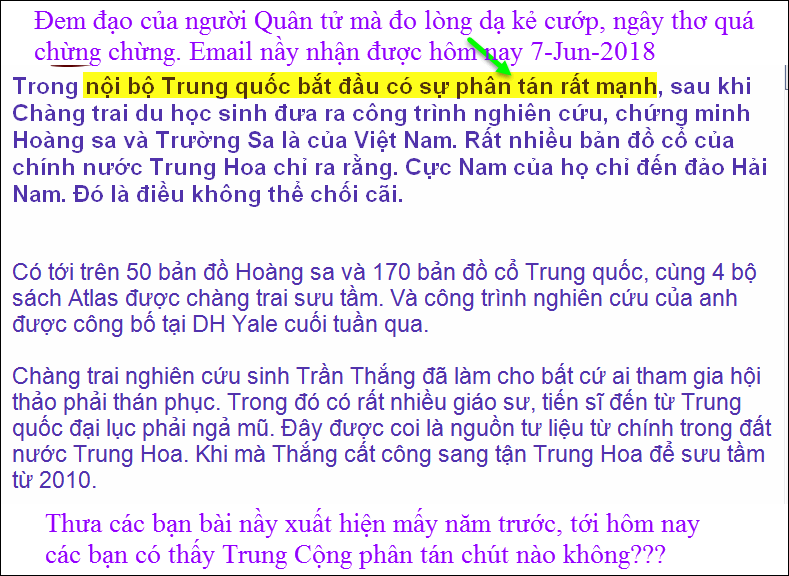 Đem đạo của người Quân tử mà đo lòng dạ kẻ cướp, ngây thơ quá
chừng chừng. Email nầy nhận được hôm nay 7-Jun-2018
Trong nội bộ Trung quốc bắt đầu có sự phân tán rất mạnh, sau khi
Chàng trai du học sinh đưa ra công trình nghiên cứu, chứng minh
Hoàng sa và Trường Sa là của Việt Nam. Rất nhiều bản đồ cổ của
chính nước Trung Hoa chỉ ra rằng. Cực Nam của họ chỉ đến đảo Hải
Nam. Đó là điều không thể chối cãi.
Có tới trên 50 bản đồ Hoàng sa và 170 bản đồ cổ Trung quốc, cùng 4 bộ
sách Atlas được chàng trai sưu tầm. Và công trình nghiên cứu của anh
được công bố tại DH Yale cuối tuần qua.
Chàng trai nghiên cứu sinh Trần Thắng đã làm cho bất cứ ai tham gia hội
thảo phải thán phục. Trong đó có rất nhiều giáo sư, tiến sĩ đến từ Trung
quốc đại lục phải ngả mũ. Đây được coi là nguồn tư liệu từ chính trong đất
nước Trung Hoa. Khi mà Thắng cất công sang tận Trung Hoa để sưu tầm
từ 2010.
Thưa các bạn bài nầy xuất hiện mấy năm trước, tới hôm nay
các bạn có thấy Trung Cộng phân tán chút nào không???